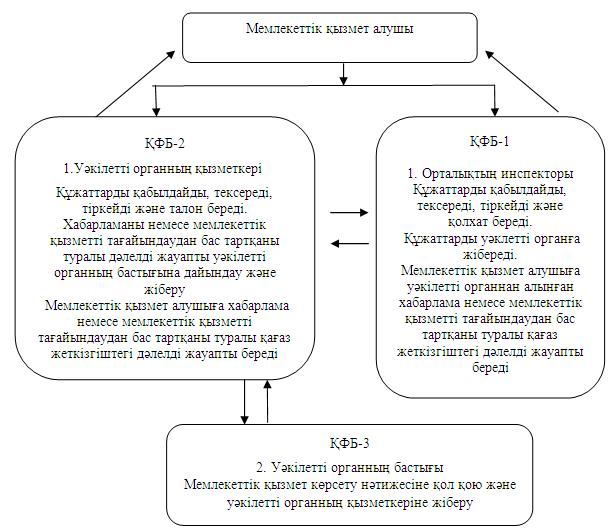 Мемлекеттік қызмет алушы
ҚФБ-2
1.Уәкілетті органның қызметкері
Құжаттарды қабылдайды, тексереді,
тіркейді және талон береді.
Хабарламаны немесе мемлекеттік
қызметті тағайындаудан бас тартқаны
туралы дәлелді жауапты уәкілетті
органның бастығына дайындау және
жіберу
Мемлекеттік қызмет алушыға хабарлама
немесе мемлекеттік қызметті
тағайындаудан бас тартқаны туралы қағаз
жеткізгіштегі дәлелді жауапты береді
ҚФБ-1
1. Орталықтың инспекторы
Құжаттарды қабылдайды,
тексереді, тіркейді және
қолхат береді.
Құжаттарды уәклетті органға
жібереді.
Мемлекеттік қызмет алушыға
уәкілетті органнан алынған
хабарлама немесе мемлекеттік
қызметті тағайындаудан бас
тартқаны туралы қағаз
жеткізгіштегі дәлелді жауапты
береді
ҚФБ-3
2. Уәкілетті органның бастығы
Мемлекеттік қызмет көрсету нәтижесіне қол қою және
уәкілетті органның қызметкеріне жіберу